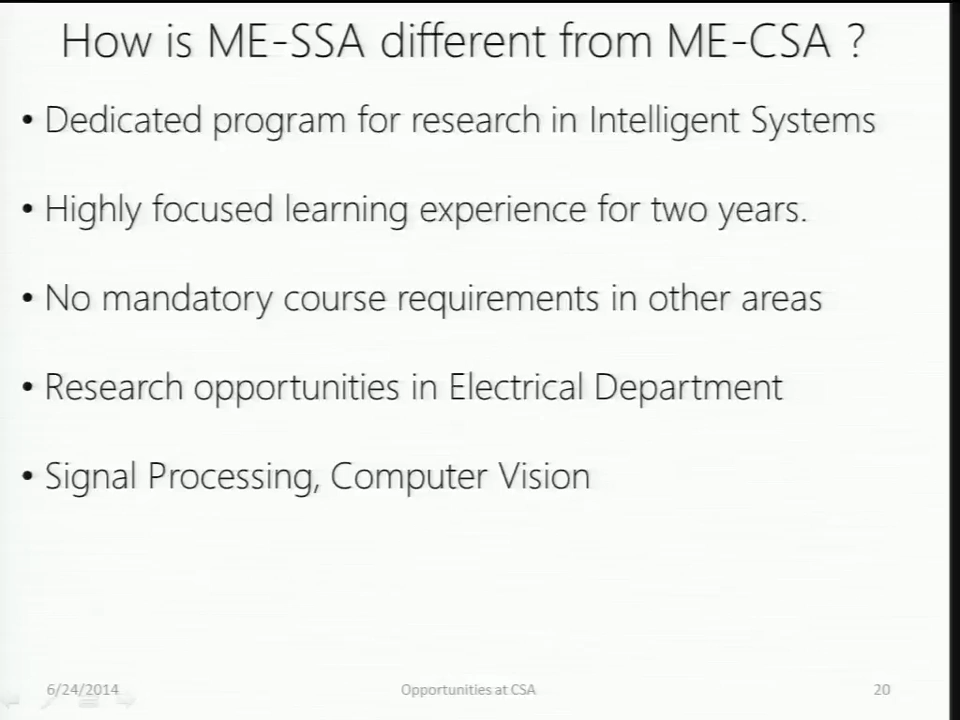 How is ME-SSA different from ME-CSA ?
• Dedicated program for research in Intelligent Systems
• Highly focused learning experience for two years.
• No mandatory course requirements in other areas
• Research opportunities in Electrical Department
• Signal Processing, Computer Vision
6/24/2014 Opportunities at CSA 20